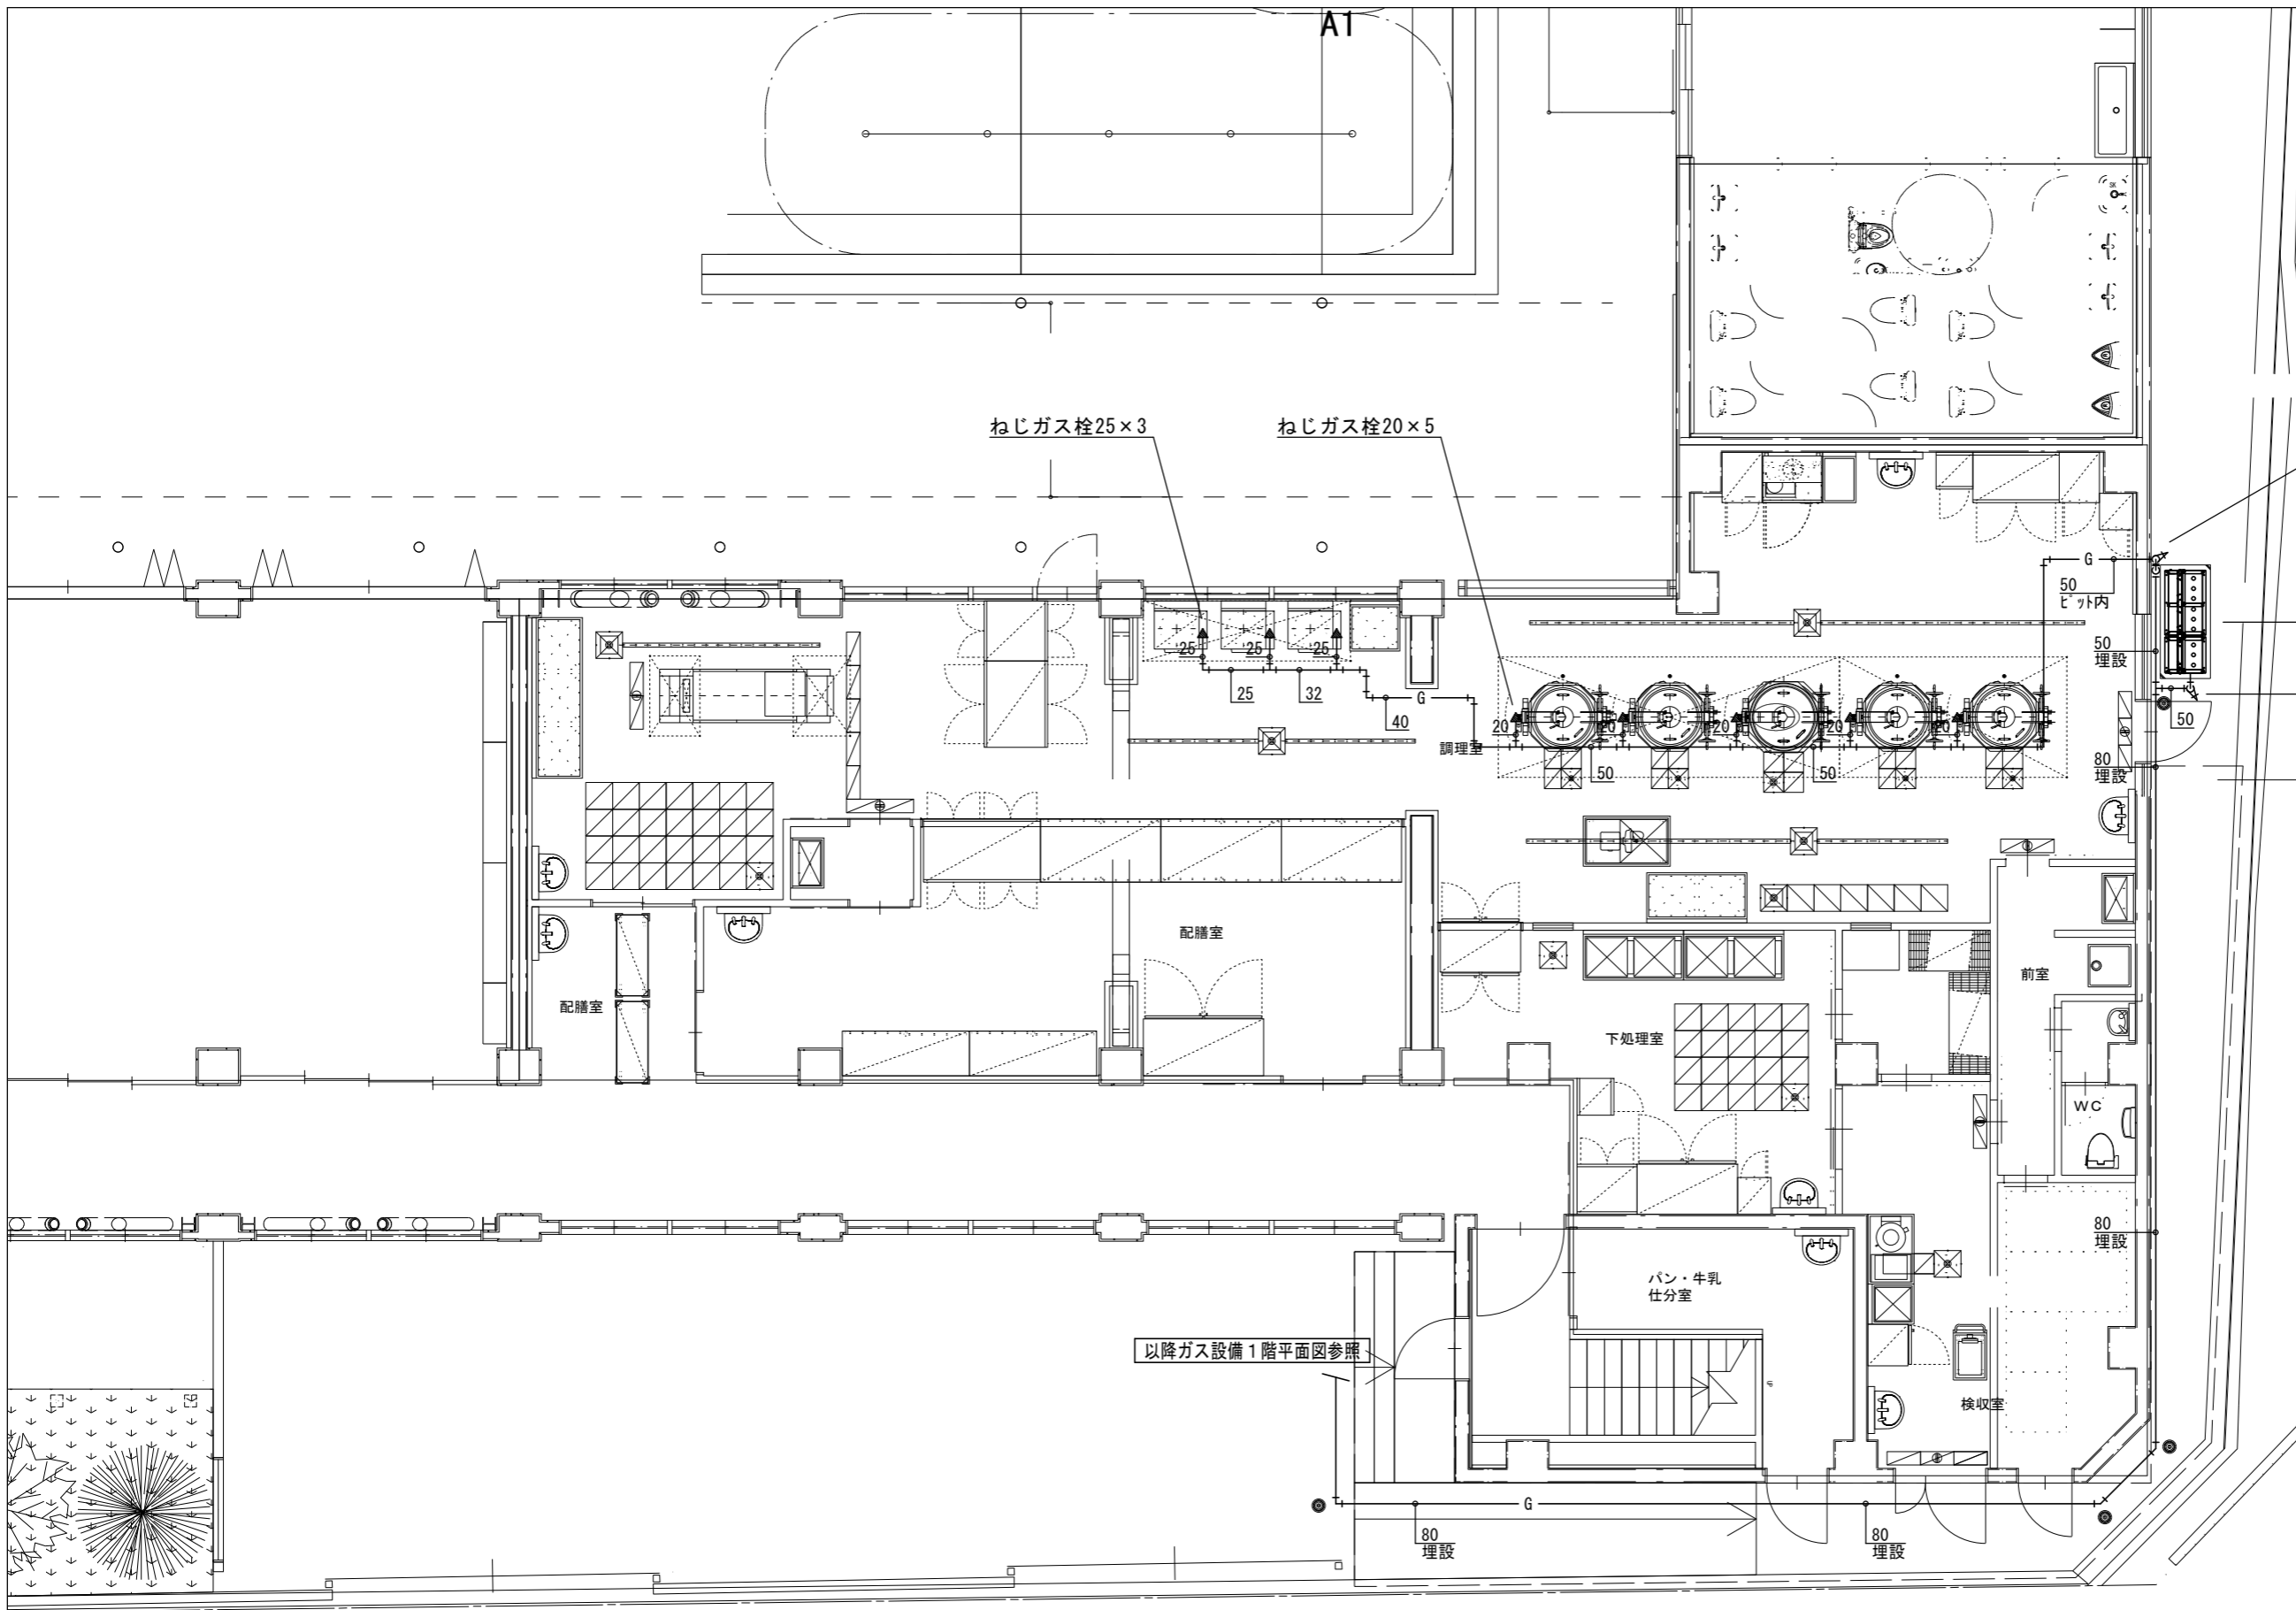 A1
SK
ねじガス栓25×3
ねじガス栓20×5
G
50
ピット内
50
埋設
25
25
25
25
32
G
40
50
20
20
20
20
20
調理室
50
50
80
埋設
配膳室
前室
配膳室
下処理室
WC
80
埋設
パン・牛乳
仕分室
以降ガス設備１階平面図参照
検収室
G
80
埋設
80
埋設